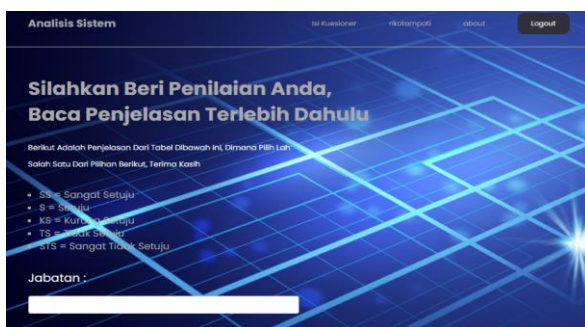 Analisis Sistem
Isi Kuesioner rikatampati about Logout
Silahkan Beri Penilaian Anda,
Baca Penjelasan Terlebih Dahulu
Berikut Adalah Penjelasan Dari Tabel Dibawah Ini, Dimana Pilih Lah
Salah Satu Dari Pilihan Berikut, Terima Kasih
SS = Sangat Setuju
S = Setuju
KS = Kurang Setuju
TS = Tidak Setuju
STS = Sangat Tidak Setuju
Jabatan :